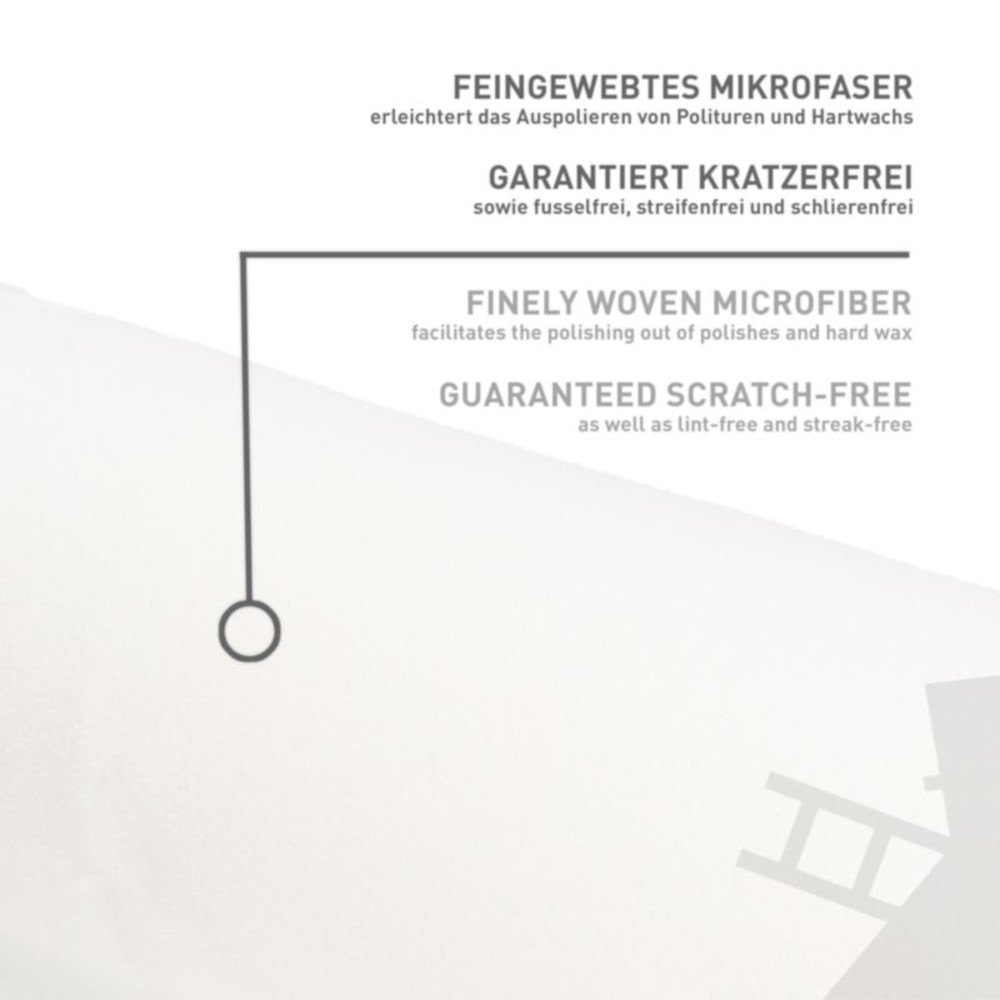 FEINGEWEBTES MIKROFASER
erleichtert das Auspolieren von Polituren und Hartwachs
GARANTIERT KRATZERFREI
sowie fusselfrei, streifenfrei und schlierenfrei
FINELY WOVEN MICROFIBER
facilitates the polishing out of polishes and hard wax
GUARANTEED SCRATCH-FREE
as well as lint-free and streak-free